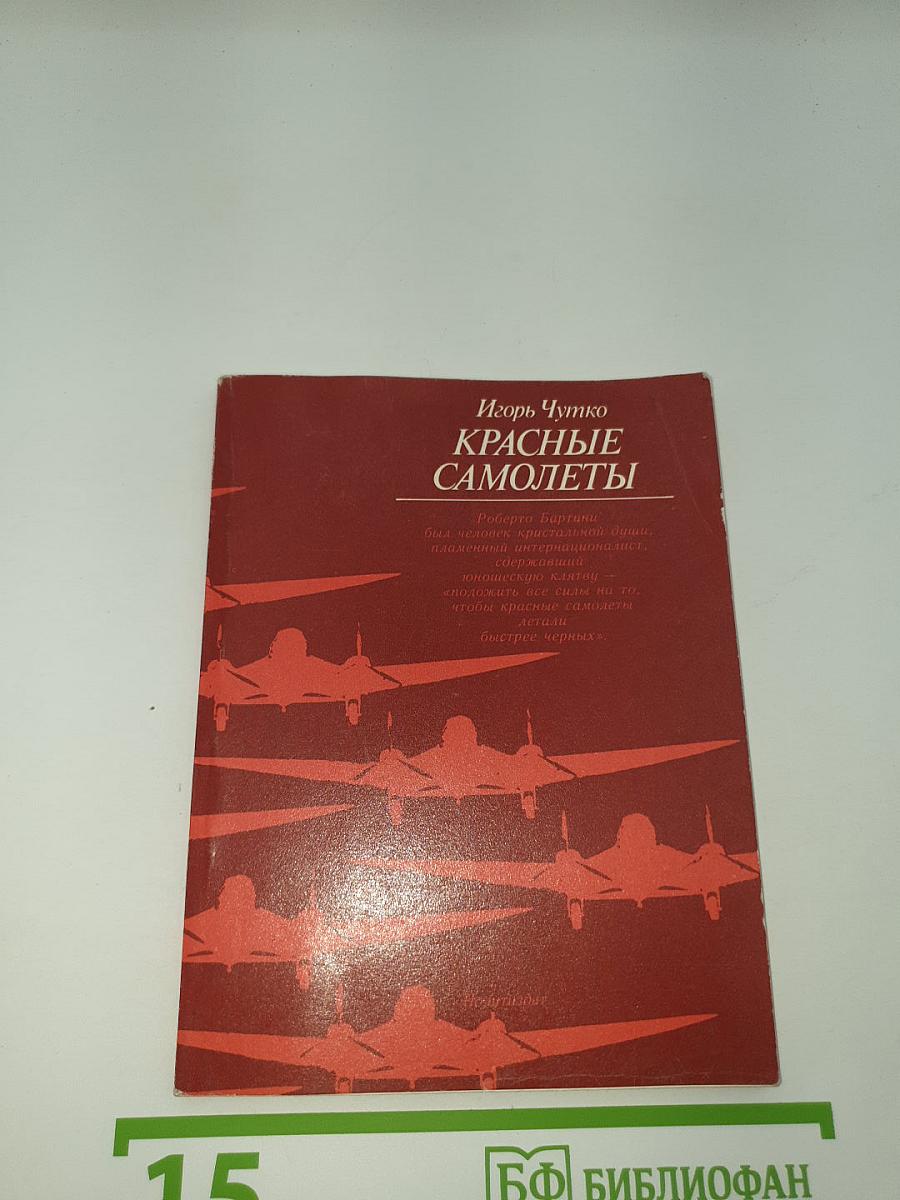 Игорь Чутко
КРАСНЫЕ
САМОЛЕТЫ
Роберто Бартини
был человек кристальной души,
пламенный интернационалист,
сдержавший
юношескую клятву —
«положить все силы на то,
чтобы красные самолеты
летали
быстрее черных».
Политиздат
15
БФ БИБЛИОФАН